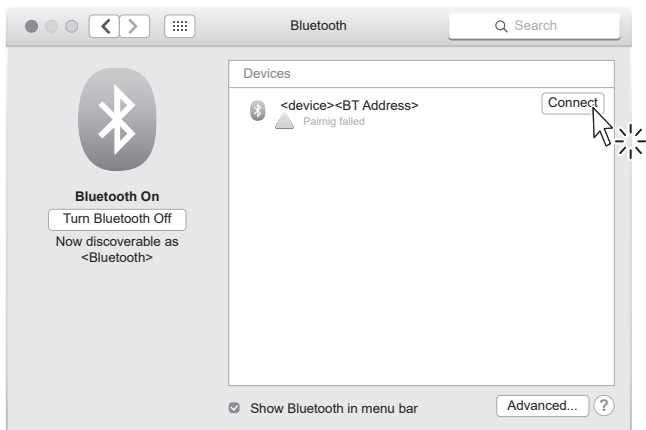 Bluetooth
Search
Devices
<device><BT Address>
Connect
Pairnig falled
Bluetooth On
Turn Bluetooth Off
Now discoverable as
<Bluetooth>
Show Bluetooth in menu bar
Advanced...
?